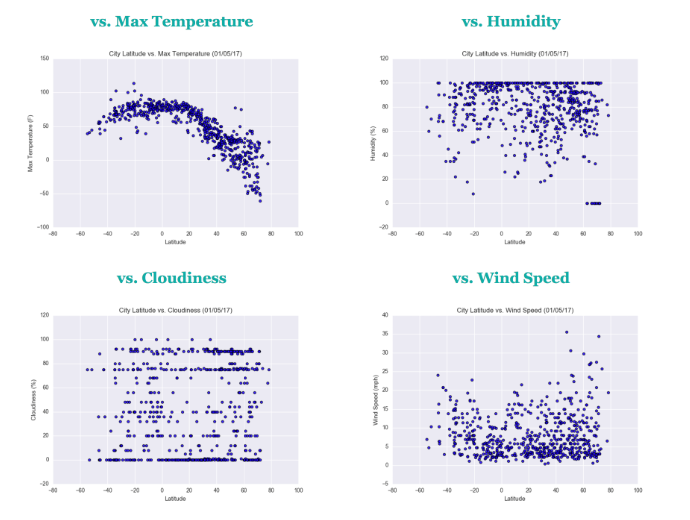 vs. Max Temperature
City Latitude vs. Max Temperature (01/05/17)
150
100
50
0
−50
−100
Max Temperature (F)
−80 −60 −40 −20 0 20 40 60 80 100
Latitude
vs. Humidity
City Latitude vs. Humidity (01/05/17)
120
100
80
60
40
20
0
−20
Humidity (%)
−80 −60 −40 −20 0 20 40 60 80 100
Latitude
vs. Cloudiness
City Latitude vs. Cloudiness (01/05/17)
120
100
80
60
40
20
0
−20
Cloudiness (%)
−80 −60 −40 −20 0 20 40 60 80 100
Latitude
vs. Wind Speed
City Latitude vs. Wind Speed (01/05/17)
40
35
30
25
20
15
10
5
0
−5
Wind Speed (mph)
−80 −60 −40 −20 0 20 40 60 80 100
Latitude